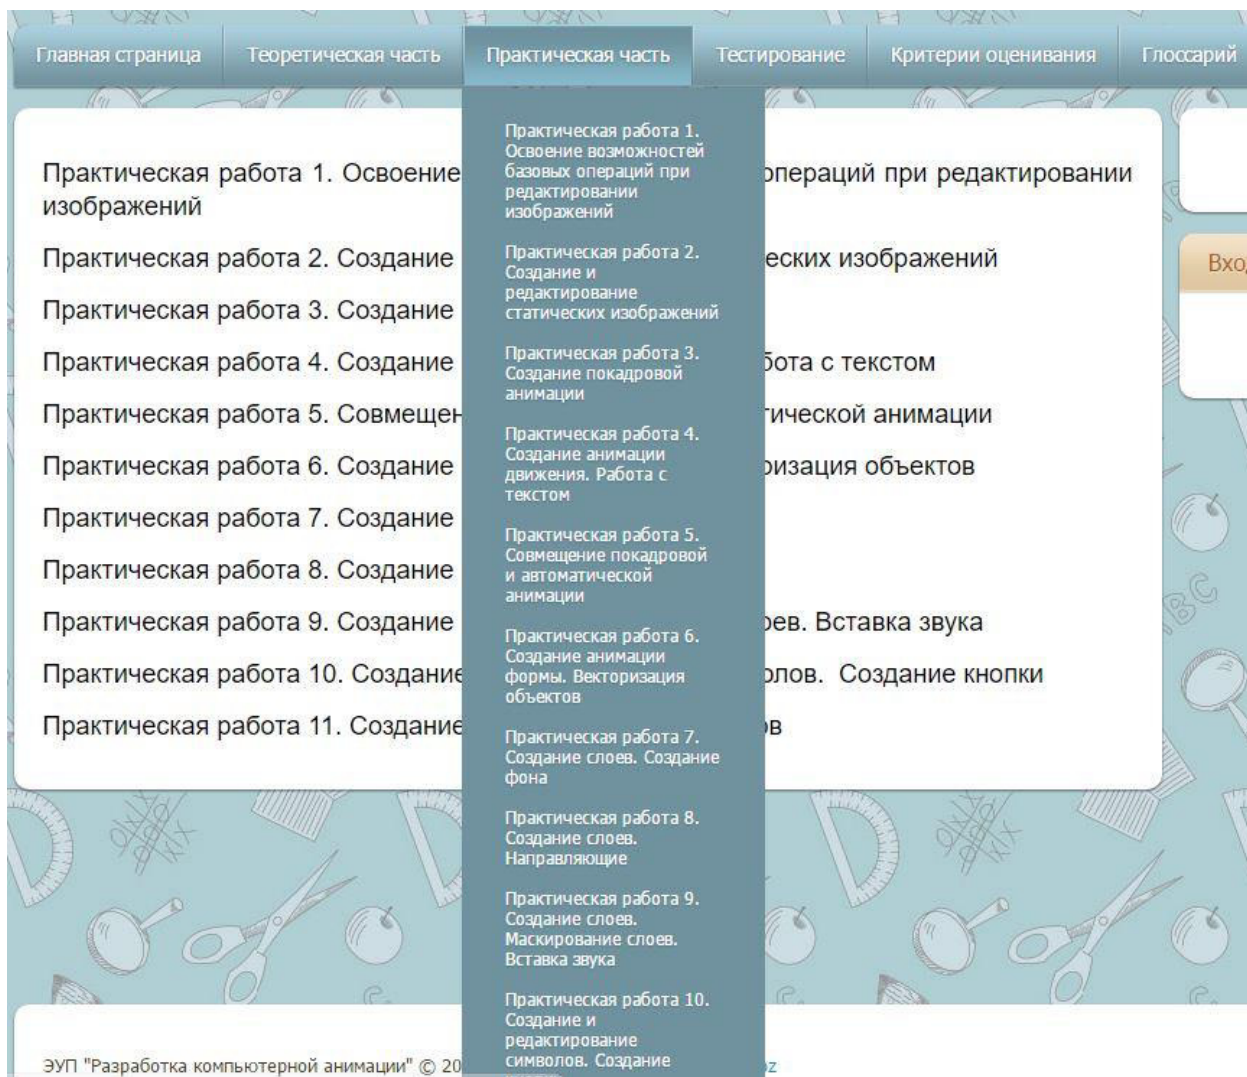 Главная страница
Теоретическая часть
Практическая часть
Тестирование
Критерии оценивания
Глоссарий
Практическая работа 1. Освоение
операций при редактировании
изображений
Практическая работа 2. Создание
еских изображений
Практическая работа 3. Создание
Практическая работа 4. Создание
бота с текстом
Практическая работа 5. Совмещен
тической анимации
Практическая работа 6. Создание
оризация объектов
Практическая работа 7. Создание
Практическая работа 8. Создание
Практическая работа 9. Создание
оев. Вставка звука
Практическая работа 10. Создание
олов. Создание кнопки
Практическая работа 11. Создание
ов
Практическая работа 1.
Освоение возможностей
базовых операций при
редактировании
изображений
Практическая работа 2.
Создание и
редактирование
статических изображений
Практическая работа 3.
Создание покадровой
анимации
Практическая работа 4.
Создание анимации
движения. Работа с
текстом
Практическая работа 5.
Совмещение покадровой
и автоматической
анимации
Практическая работа 6.
Создание анимации
формы. Векторизация
объектов
Практическая работа 7.
Создание слоев. Создание
фона
Практическая работа 8.
Создание слоев.
Направляющие
Практическая работа 9.
Создание слоев.
Маскирование слоев.
Вставка звука
Практическая работа 10.
Создание и
редактирование
символов. Создание
Вхо
ЭУП "Разработка компьютерной анимации" © 20
oz